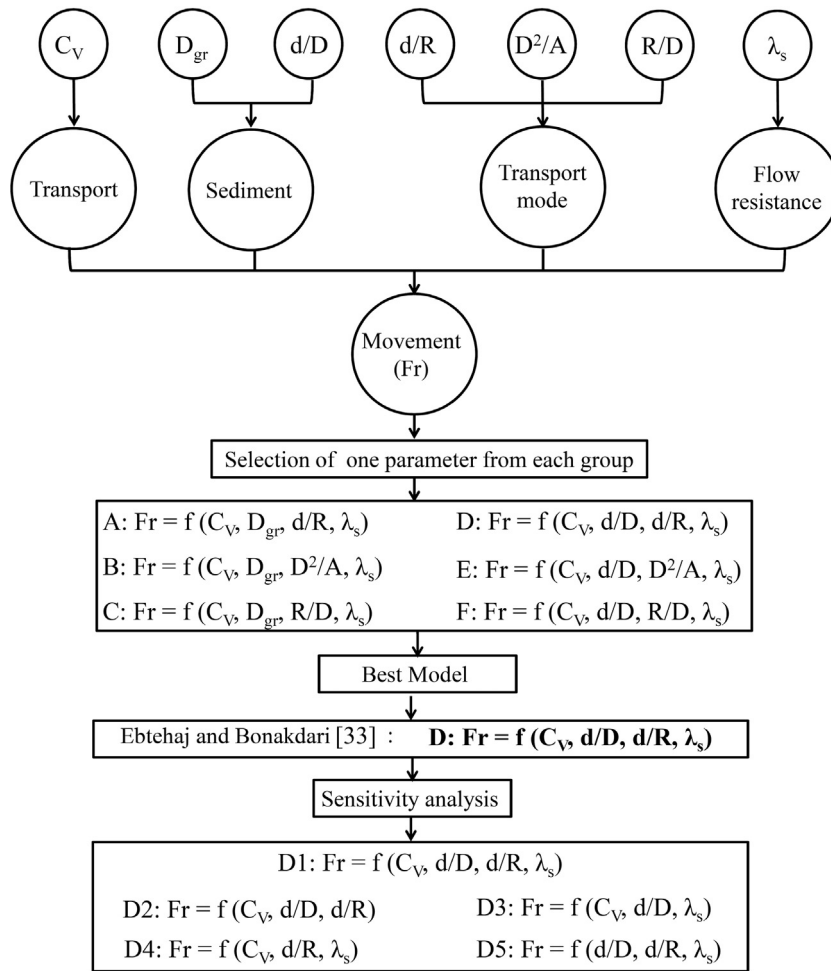 C_V D_gr d/D d/R D²/A R/D λ_s
Transport Sediment Transport mode Flow resistance
Movement
(Fr)
Selection of one parameter from each group
A: Fr = f (C_V, D_gr, d/R, λ_s) D: Fr = f (C_V, d/D, d/R, λ_s)
B: Fr = f (C_V, D_gr, D²/A, λ_s) E: Fr = f (C_V, d/D, D²/A, λ_s)
C: Fr = f (C_V, D_gr, R/D, λ_s) F: Fr = f (C_V, d/D, R/D, λ_s)
Best Model
Ebtehaj and Bonakdari [33] : D: Fr = f (C_V, d/D, d/R, λ_s)
Sensitivity analysis
D1: Fr = f (C_V, d/D, d/R, λ_s)
D2: Fr = f (C_V, d/D, d/R) D3: Fr = f (C_V, d/D, λ_s)
D4: Fr = f (C_V, d/R, λ_s) D5: Fr = f (d/D, d/R, λ_s)